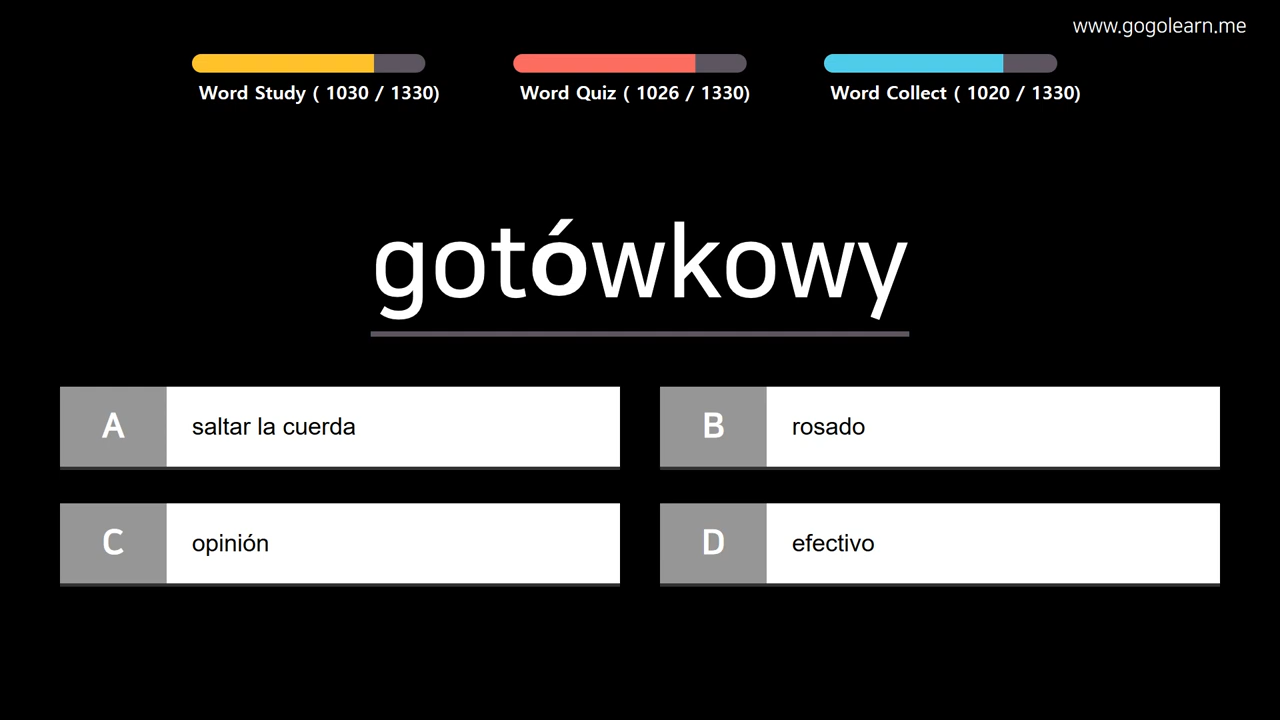 www.gogolearn.me
Word Study ( 1030 / 1330)
Word Quiz ( 1026 / 1330)
Word Collect ( 1020 / 1330)
gotówkowy
A saltar la cuerda
B rosado
C opinión
D efectivo